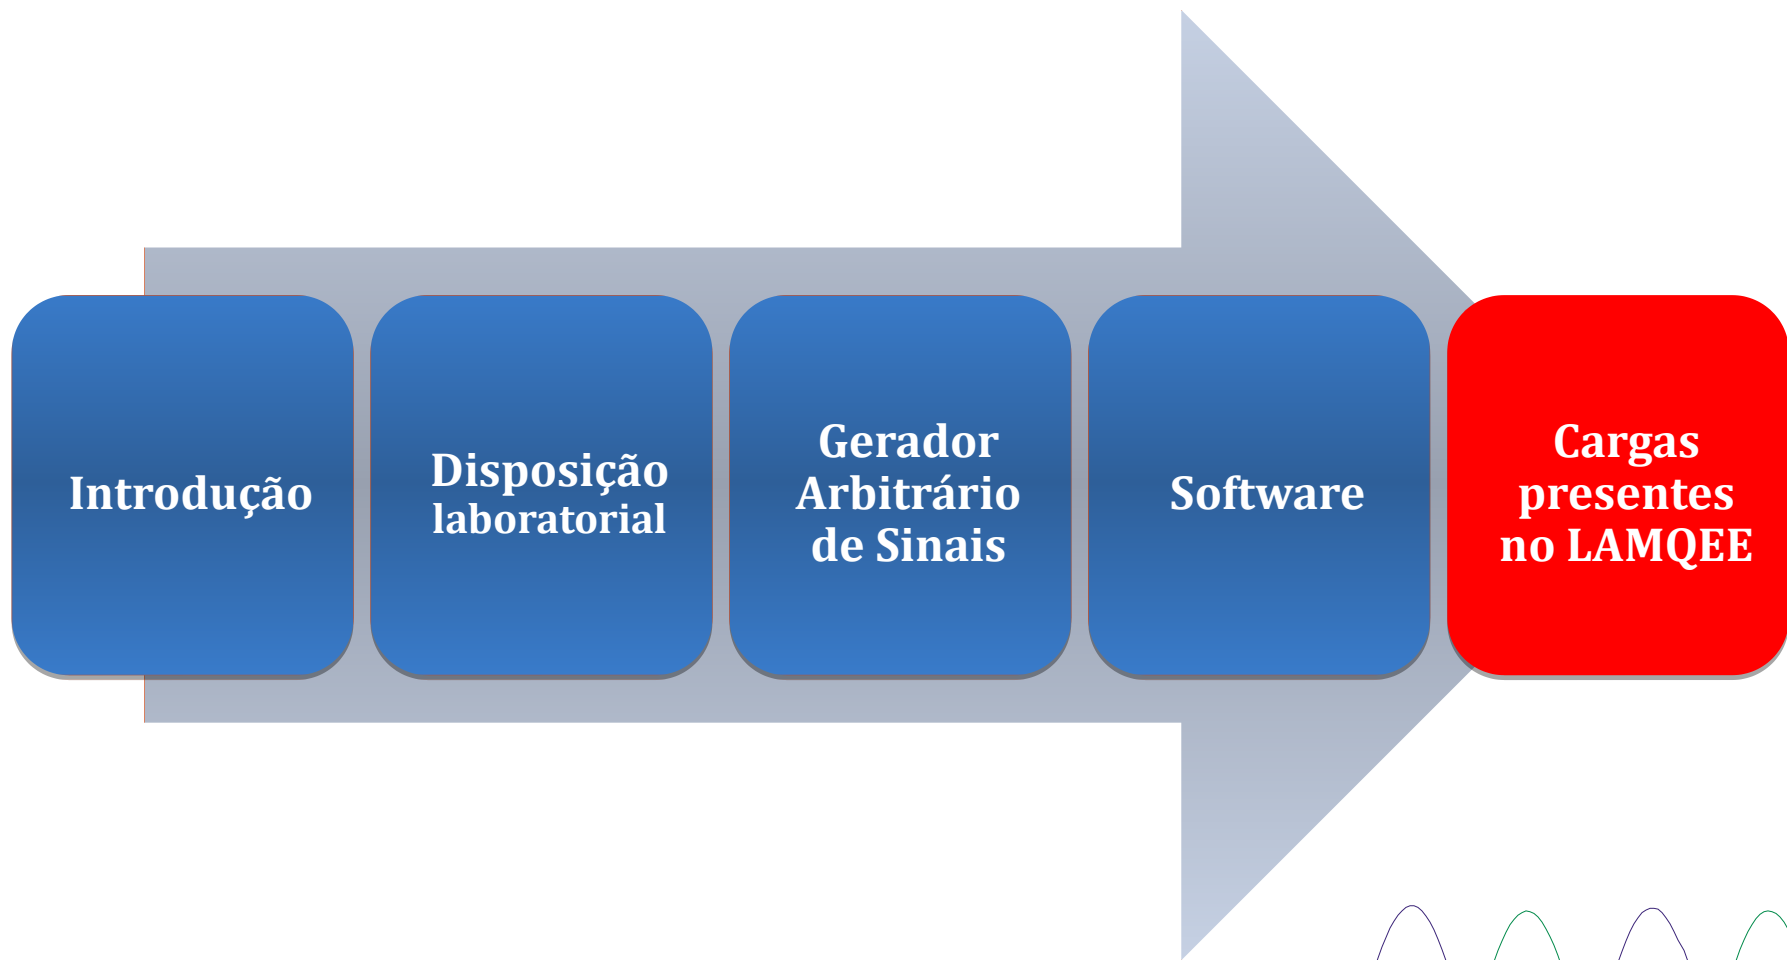 Introdução
Disposição
laboratorial
Gerador
Arbitrário
de Sinais
Software
Cargas
presentes
no LAMQEE